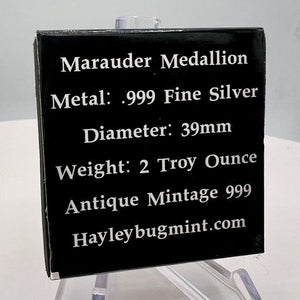 Marauder Medallion
Metal: .999 Fine Silver
Diameter: 39mm
Weight: 2 Troy Ounce
Antique Mintage 999
Hayleybugmint.com